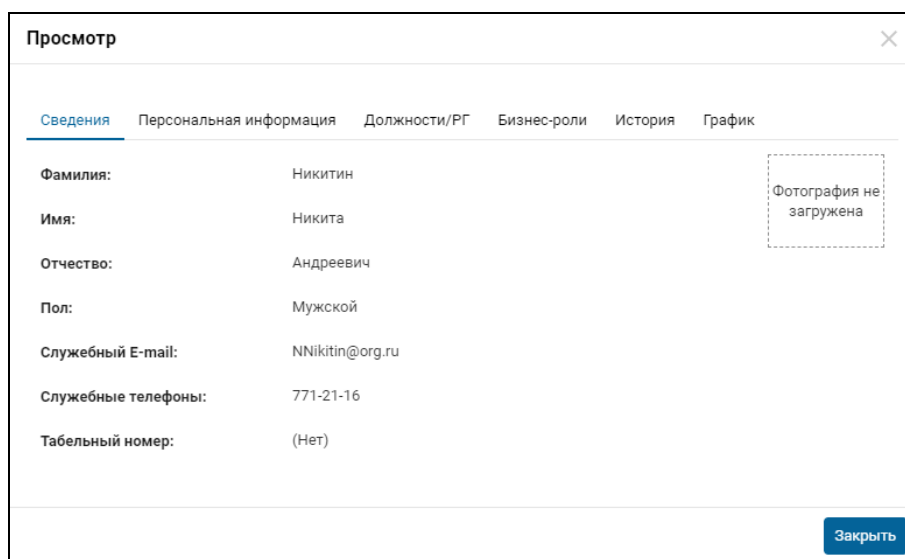 Просмотр
Сведения Персональная информация Должности/РГ Бизнес-роли История График
Фамилия: Никитин
Фотография не
загружена
Имя: Никита
Отчество: Андреевич
Пол: Мужской
Служебный E-mail: NNikitin@org.ru
Служебные телефоны: 771-21-16
Табельный номер: (Нет)
Закрыть